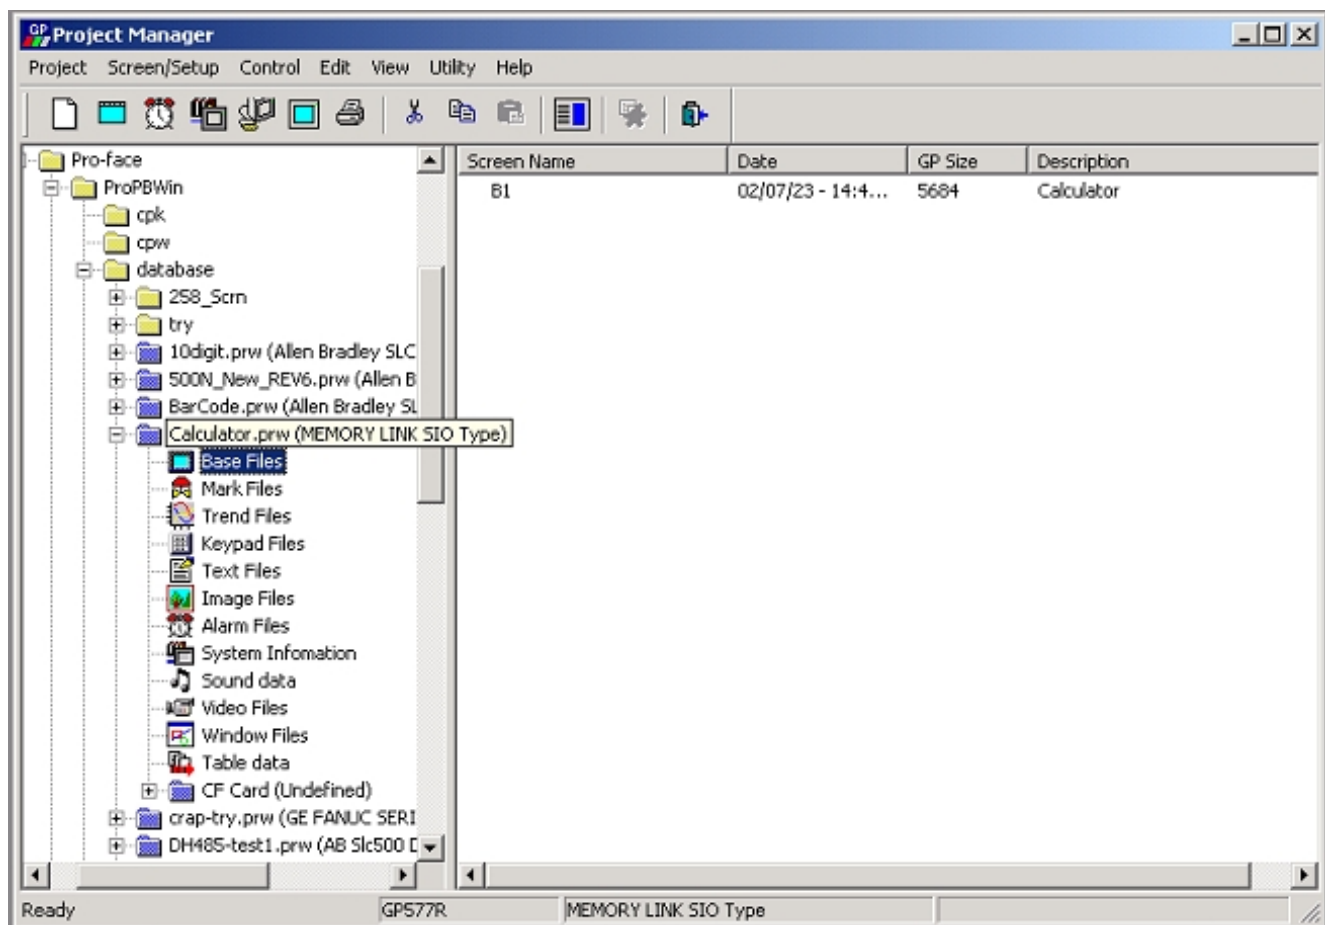 GP Project Manager
Project Screen/Setup Control Edit View Utility Help
Pro-face
ProPBWin
cpk
cpw
database
258_Scrn
try
10digit.prw (Allen Bradley SLC
500N_New_REV6.prw (Allen B
BarCode.prw (Allen Bradley SL
Calculator.prw (MEMORY LINK SIO Type)
Base Files
Mark Files
Trend Files
Keypad Files
Text Files
Image Files
Alarm Files
System Infomation
Sound data
Video Files
Window Files
Table data
CF Card (Undefined)
crap-try.prw (GE FANUC SERI
DH485-test1.prw (AB Slc500 D
Screen Name Date GP Size Description
B1 02/07/23 - 14:4... 5684 Calculator
Ready GP577R MEMORY LINK SIO Type